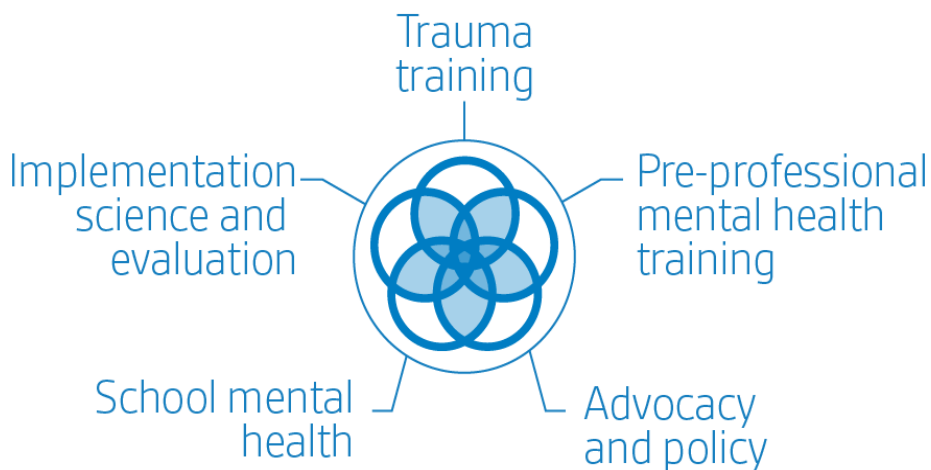 Trauma
training
Implementation
science and
evaluation
Pre-professional
mental health
training
School mental
health
Advocacy
and policy